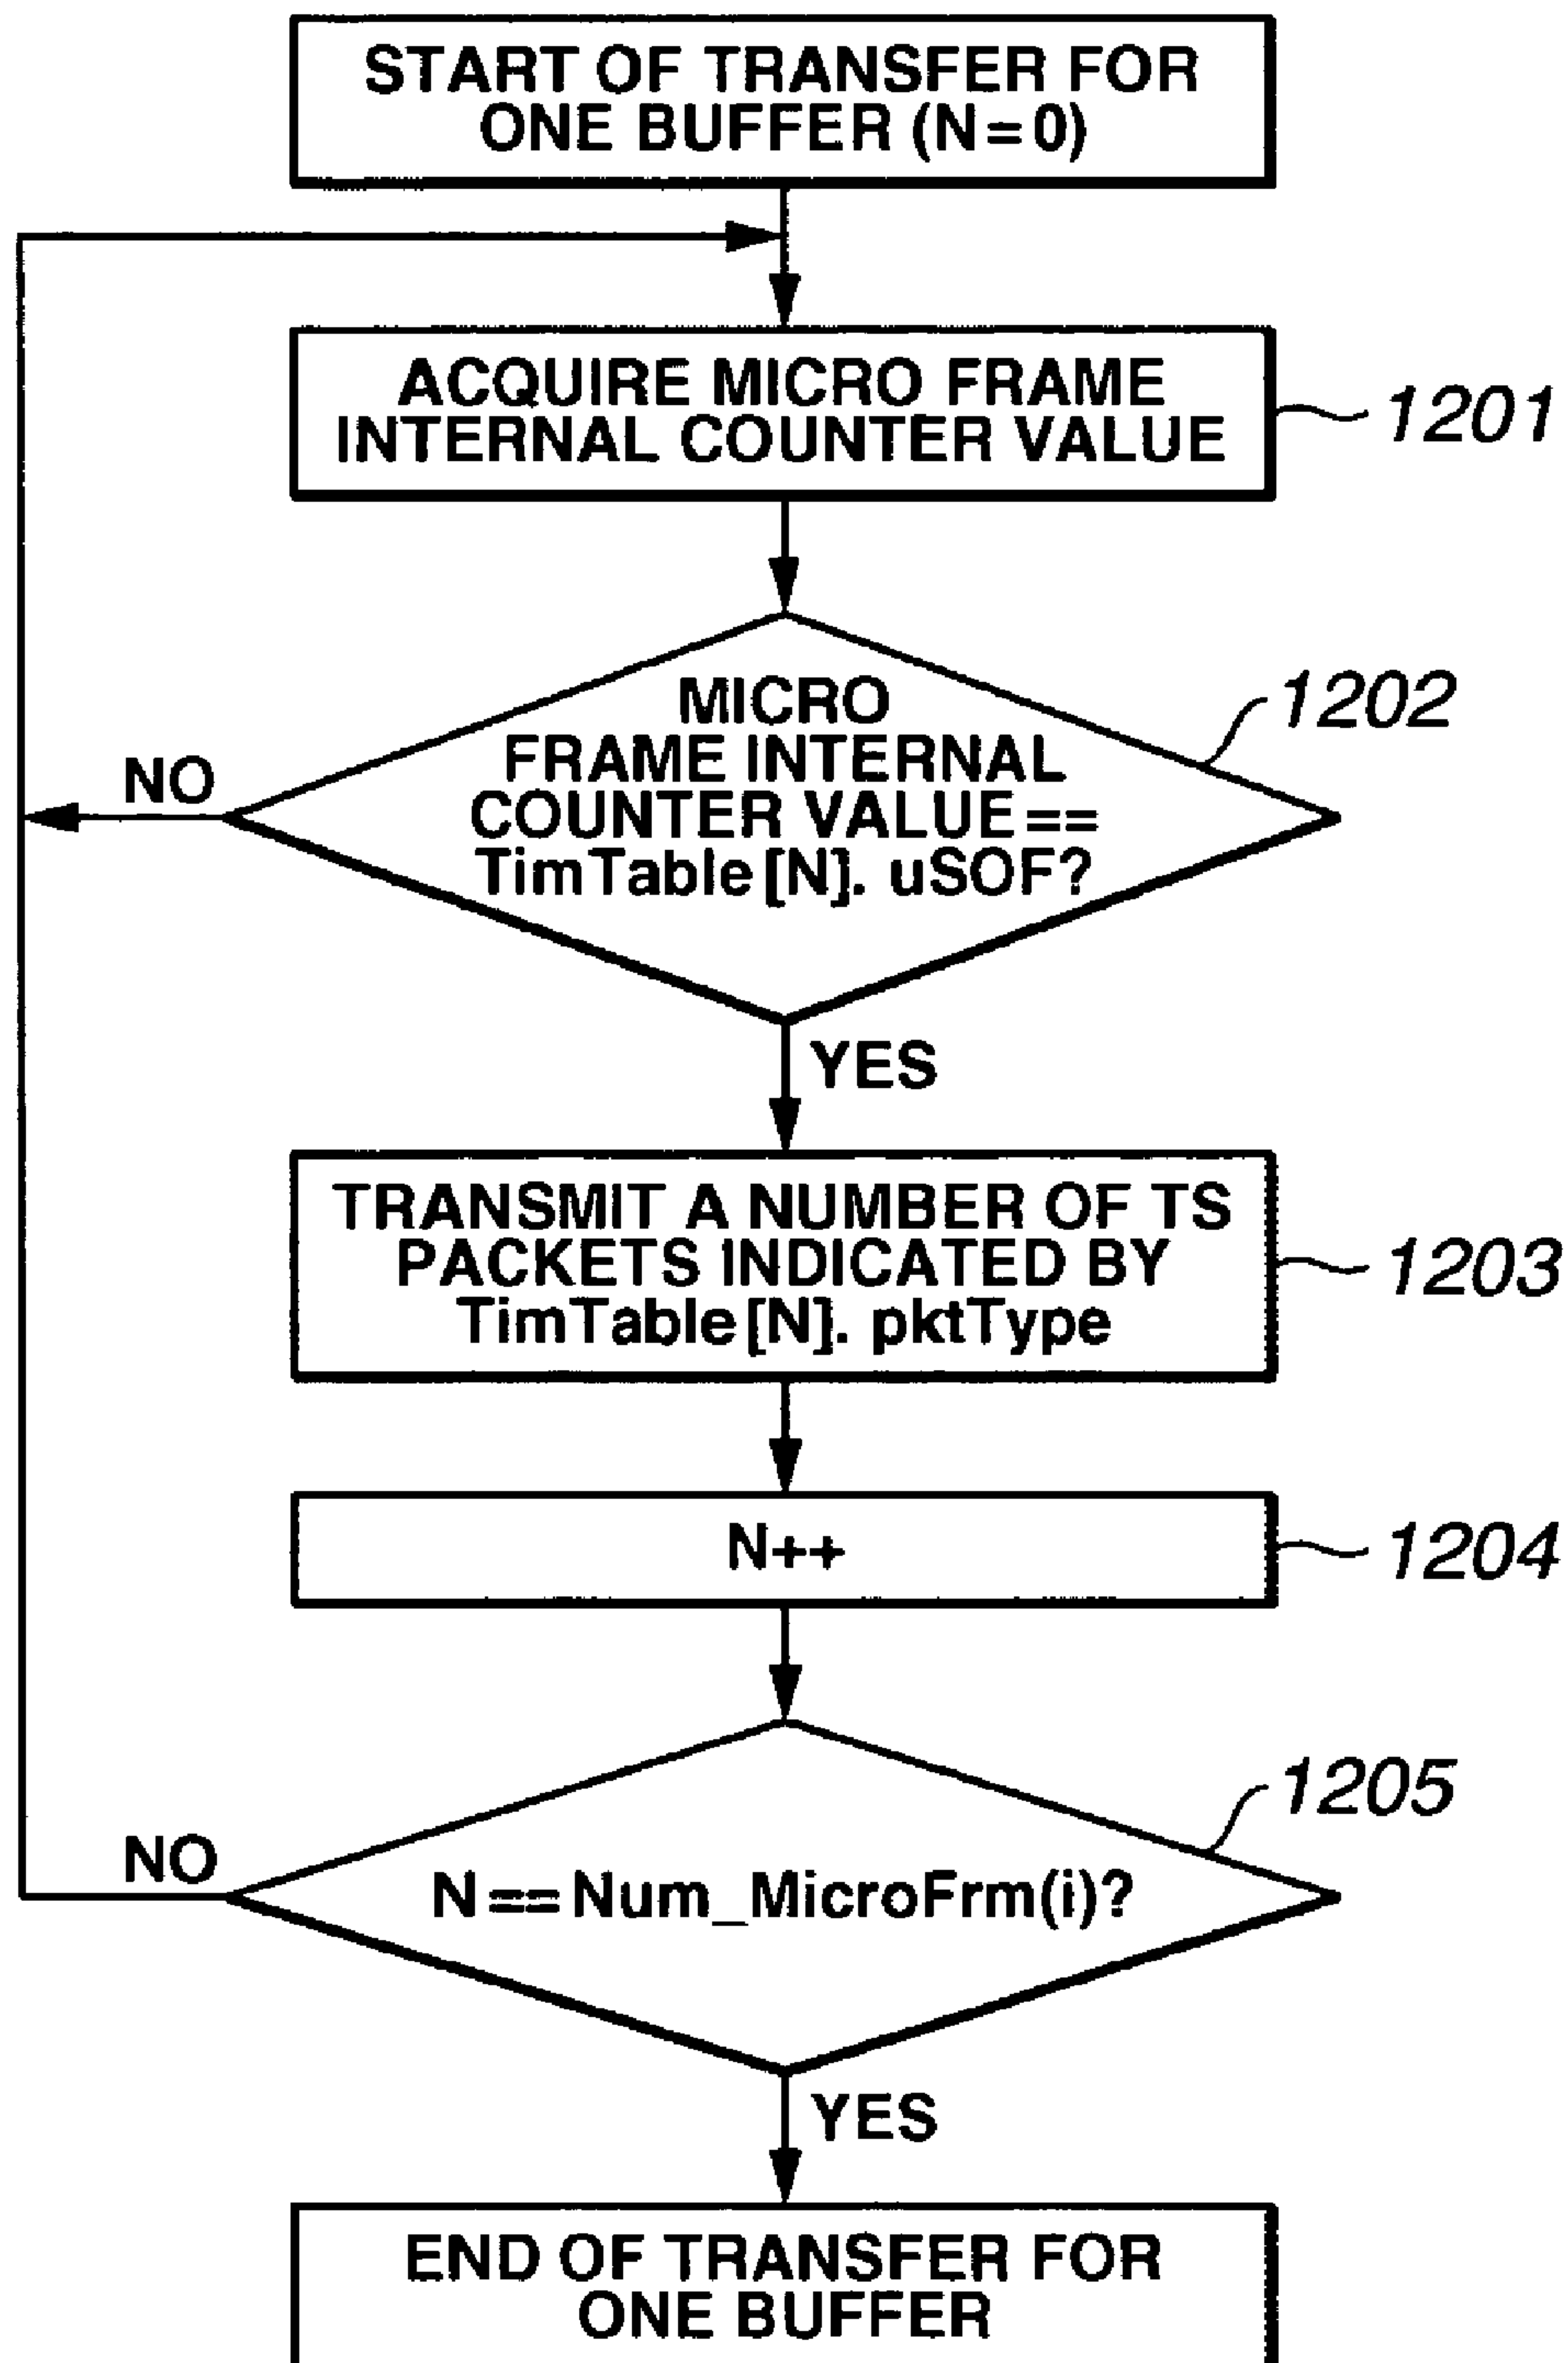 START OF TRANSFER FOR
ONE BUFFER (N=0)
ACQUIRE MICRO FRAME
INTERNAL COUNTER VALUE
1201
MICRO
FRAME INTERNAL
COUNTER VALUE==
TimTable[N]. uSOF?
1202
NO
YES
TRANSMIT A NUMBER OF TS
PACKETS INDICATED BY
TimTable[N]. pktType
1203
N++
1204
N==Num_MicroFrm(i)?
1205
NO
YES
END OF TRANSFER FOR
ONE BUFFER